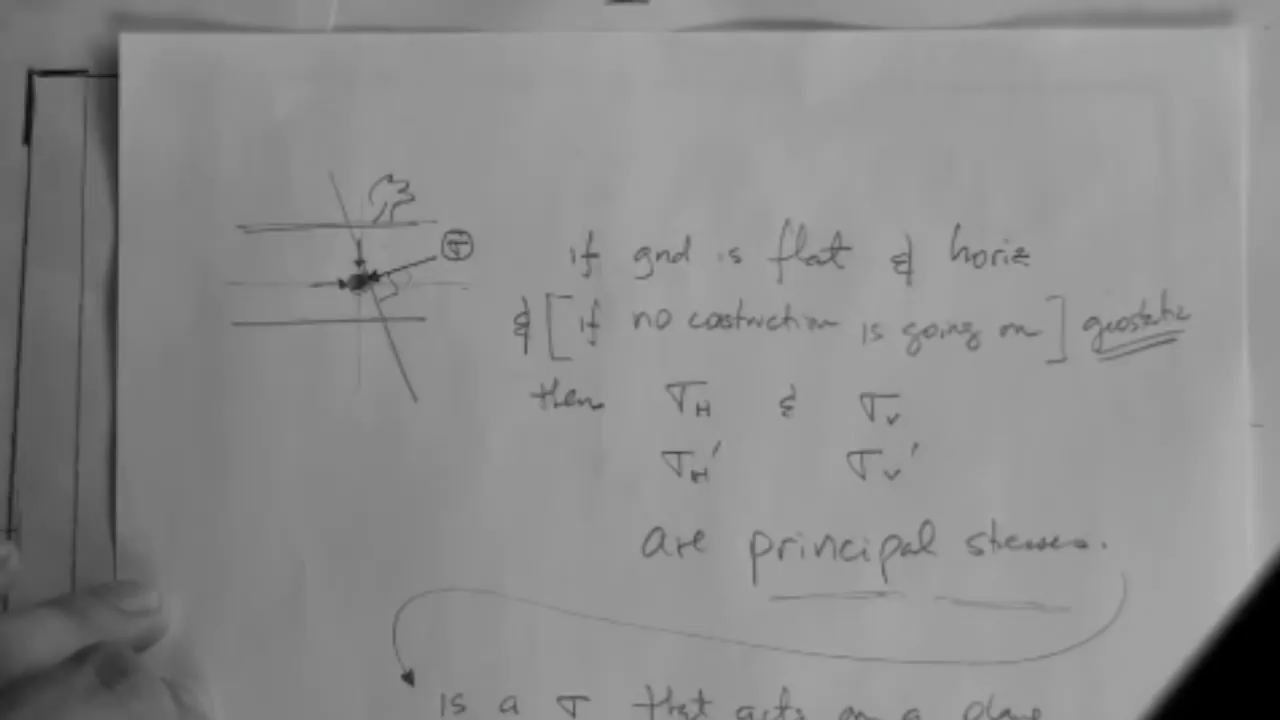 σ
if gnd is flat & horiz
& [if no costruction is going on] geostatic
then σH & σv
σH' σv'
are principal stresses.
is a σ that acts on a plane